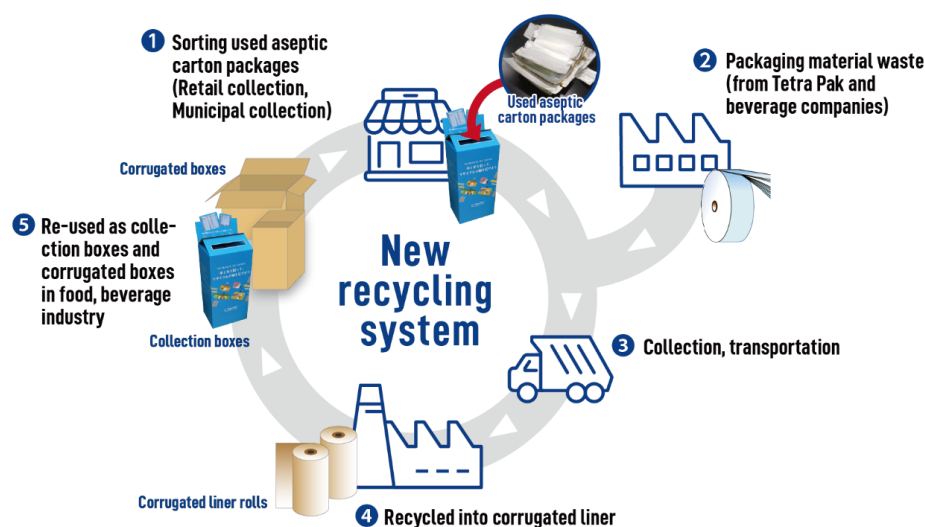 1 Sorting used aseptic
carton packages
(Retail collection,
Municipal collection)
Used aseptic
carton packages
2 Packaging material waste
(from Tetra Pak and
beverage companies)
Corrugated boxes
5 Re-used as colle-
ction boxes and
corrugated boxes
in food, beverage
industry
Collection boxes
New
recycling
system
3 Collection, transportation
Corrugated liner rolls
4 Recycled into corrugated liner